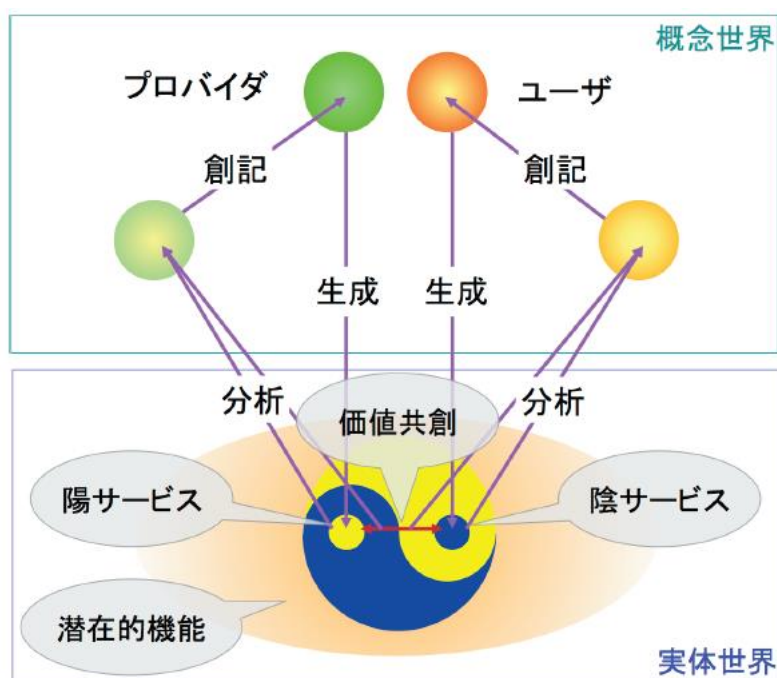 概念世界
プロバイダ
ユーザ
創記
創記
生成
生成
分析
分析
価値共創
陽サービス
陰サービス
潜在的機能
実体世界